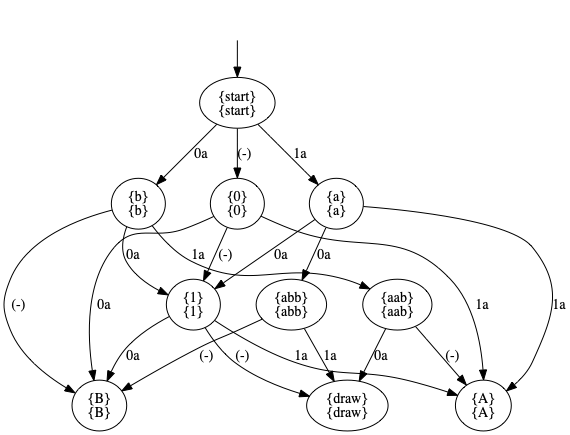 {start}
{start}
0a
(-)
1a
{b}
{b}
{0}
{0}
{a}
{a}
(-)
0a
0a
1a
(-)
0a
0a
1a
1a
{1}
{1}
{abb}
{abb}
{aab}
{aab}
0a
(-)
(-)
1a
1a
0a
(-)
{B}
{B}
{draw}
{draw}
{A}
{A}